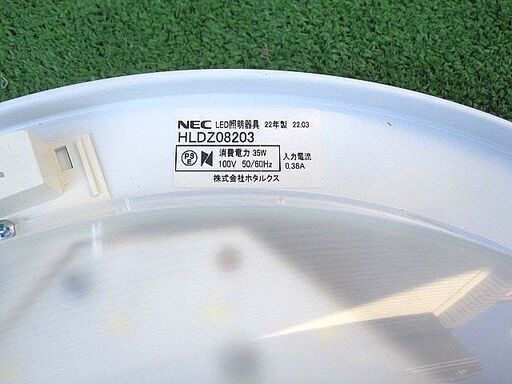 NEC LED照明器具 22年製 22.03
HLDZ08203
PS
E
消費電力 35W
100V 50/60Hz
入力電流
0.36A
株式会社ホタルクス